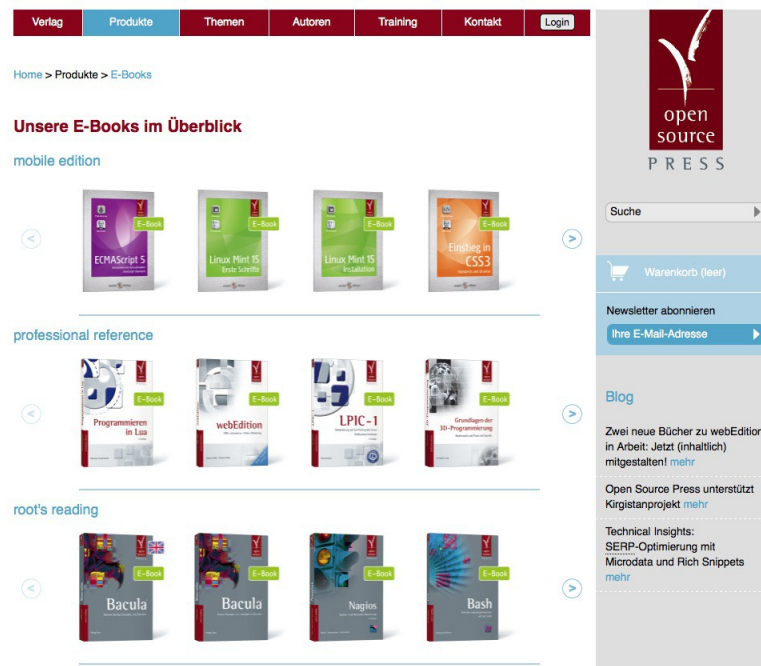 Verlag
Produkte
Themen
Autoren
Training
Kontakt
Login
Home > Produkte > E-Books
Unsere E-Books im Überblick
mobile edition
E-Book
ECMAScript 5
E-Book
Linux Mint 15
Erste Schritte
E-Book
Linux Mint 15
Installation
E-Book
Einstieg in
CSS3
<
>
professional reference
E-Book
Programmieren
in Lua
E-Book
webEdition
E-Book
LPIC-1
E-Book
Grundlagen der
3D-Programmierung
<
>
root's reading
E-Book
Bacula
E-Book
Bacula
E-Book
Nagios
E-Book
Bash
<
>
open
source
PRESS
Suche
Warenkorb (leer)
Newsletter abonnieren
Ihre E-Mail-Adresse
Blog
Zwei neue Bücher zu webEdition
in Arbeit: Jetzt (inhaltlich)
mitgestalten! mehr
Open Source Press unterstützt
Kirgistanprojekt mehr
Technical Insights:
SERP-Optimierung mit
Microdata und Rich Snippets
mehr